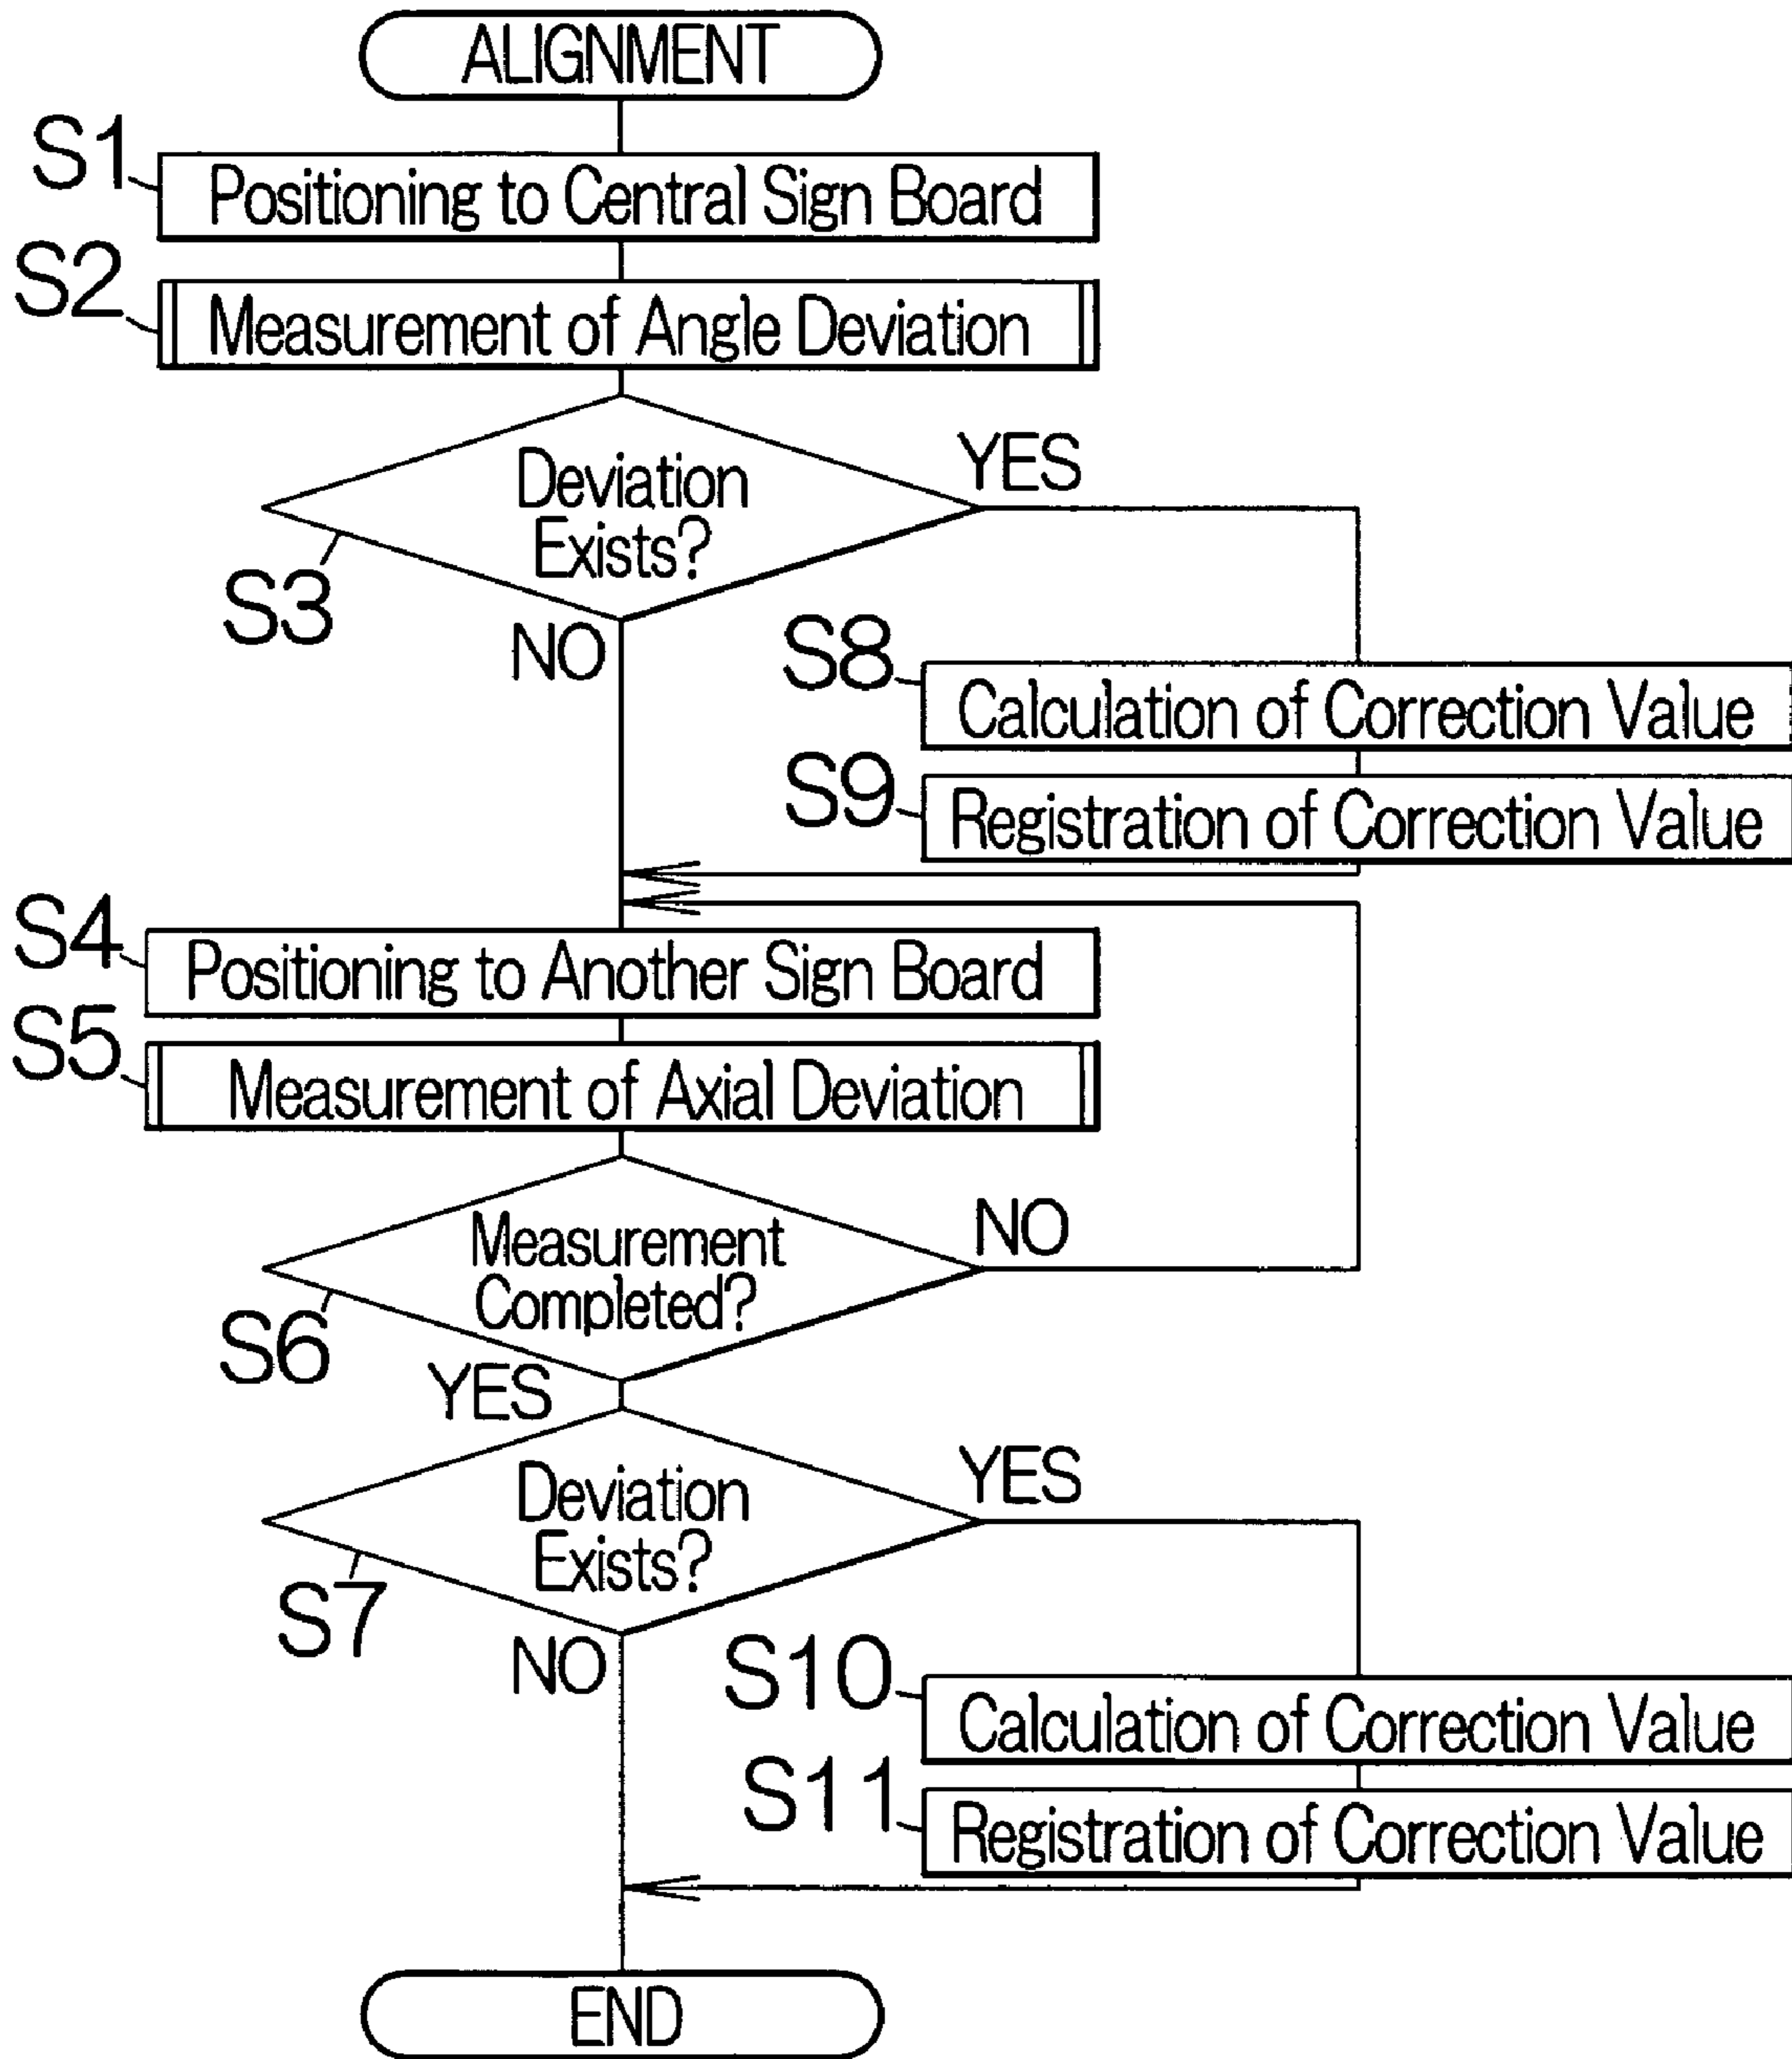 ALIGNMENT
S1
Positioning to Central Sign Board
S2
Measurement of Angle Deviation
Deviation
Exists?
YES
S3
NO
S8
Calculation of Correction Value
S9
Registration of Correction Value
S4
Positioning to Another Sign Board
S5
Measurement of Axial Deviation
Measurement
Completed?
NO
S6
YES
Deviation
Exists?
YES
S7
NO
S10
Calculation of Correction Value
S11
Registration of Correction Value
END